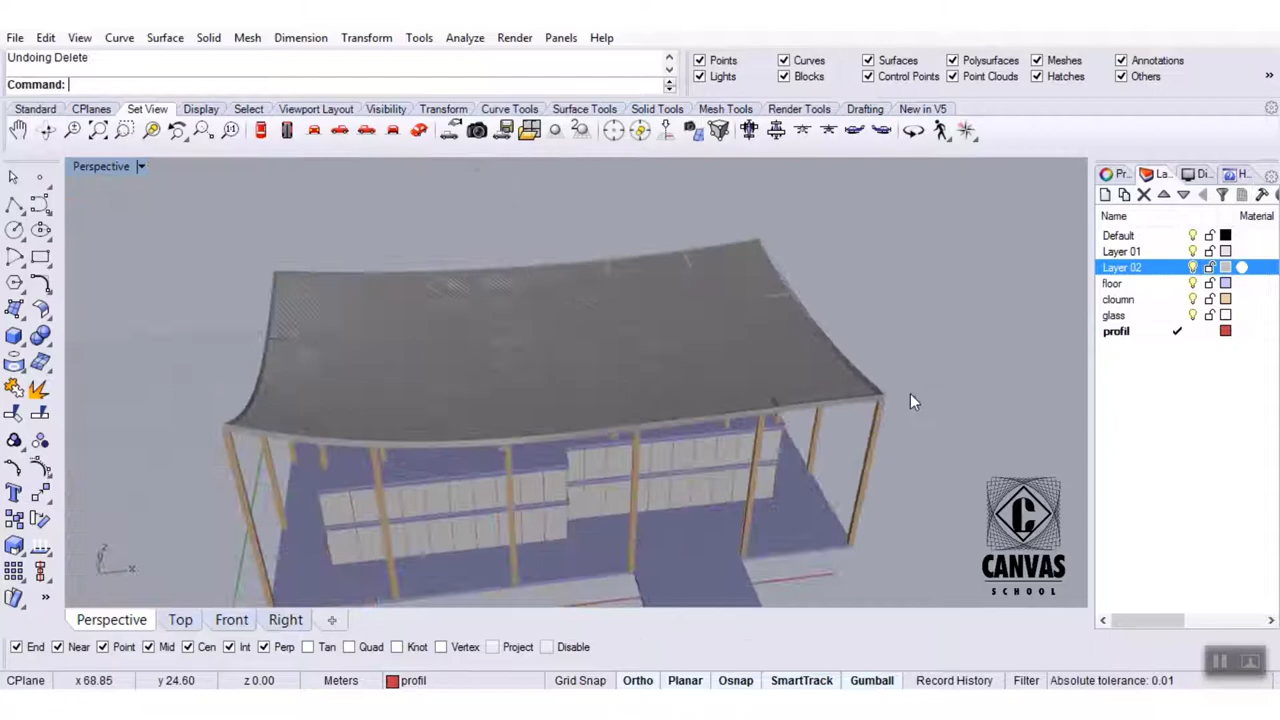 File Edit View Curve Surface Solid Mesh Dimension Transform Tools Analyze Render Panels Help
Undoing Delete
Command:
Points Curves Surfaces Polysurfaces Meshes Annotations
Lights Blocks Control Points Point Clouds Hatches Others
»
Standard CPlanes Set View Display Select Viewport Layout Visibility Transform Curve Tools Surface Tools Solid Tools Mesh Tools Render Tools Drafting New in V5
Perspective
Pr... La... Di... H...
Name Material
Default
Layer 01
Layer 02
floor
cloumn
glass
profil
z
x
C
CANVAS
SCHOOL
»
Perspective Top Front Right
End Near Point Mid Cen Int Perp Tan Quad Knot Vertex Project Disable
CPlane x 68.85 y 24.60 z 0.00 Meters profil Grid Snap Ortho Planar Osnap SmartTrack Gumball Record History Filter Absolute tolerance: 0.01